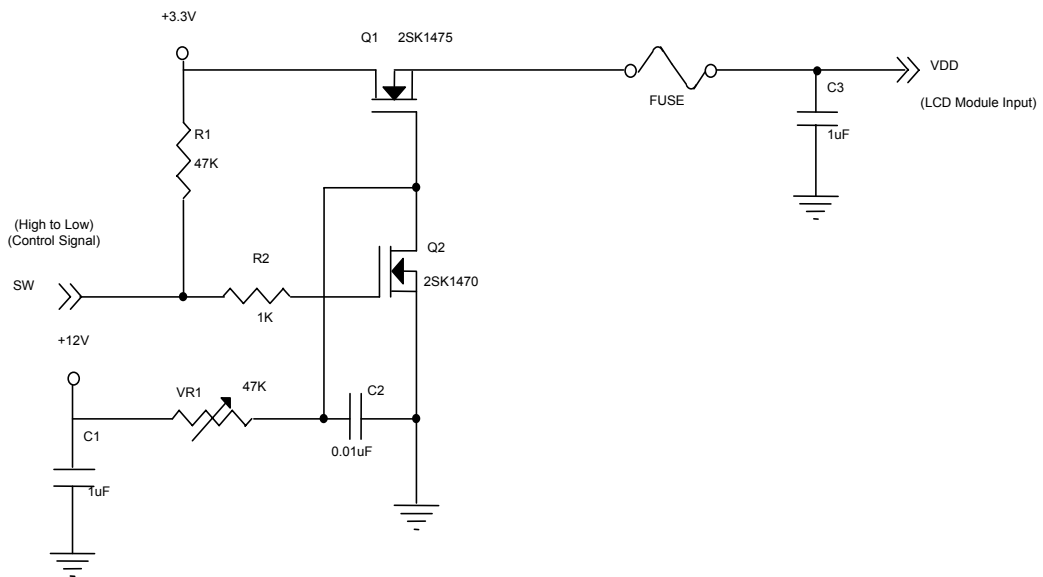 +3.3V
Q1 2SK1475
FUSE
VDD
(LCD Module Input)
C3
1uF
R1
47K
(High to Low)
(Control Signal)
SW
R2
1K
Q2
2SK1470
+12V
VR1
47K
C2
0.01uF
C1
1uF